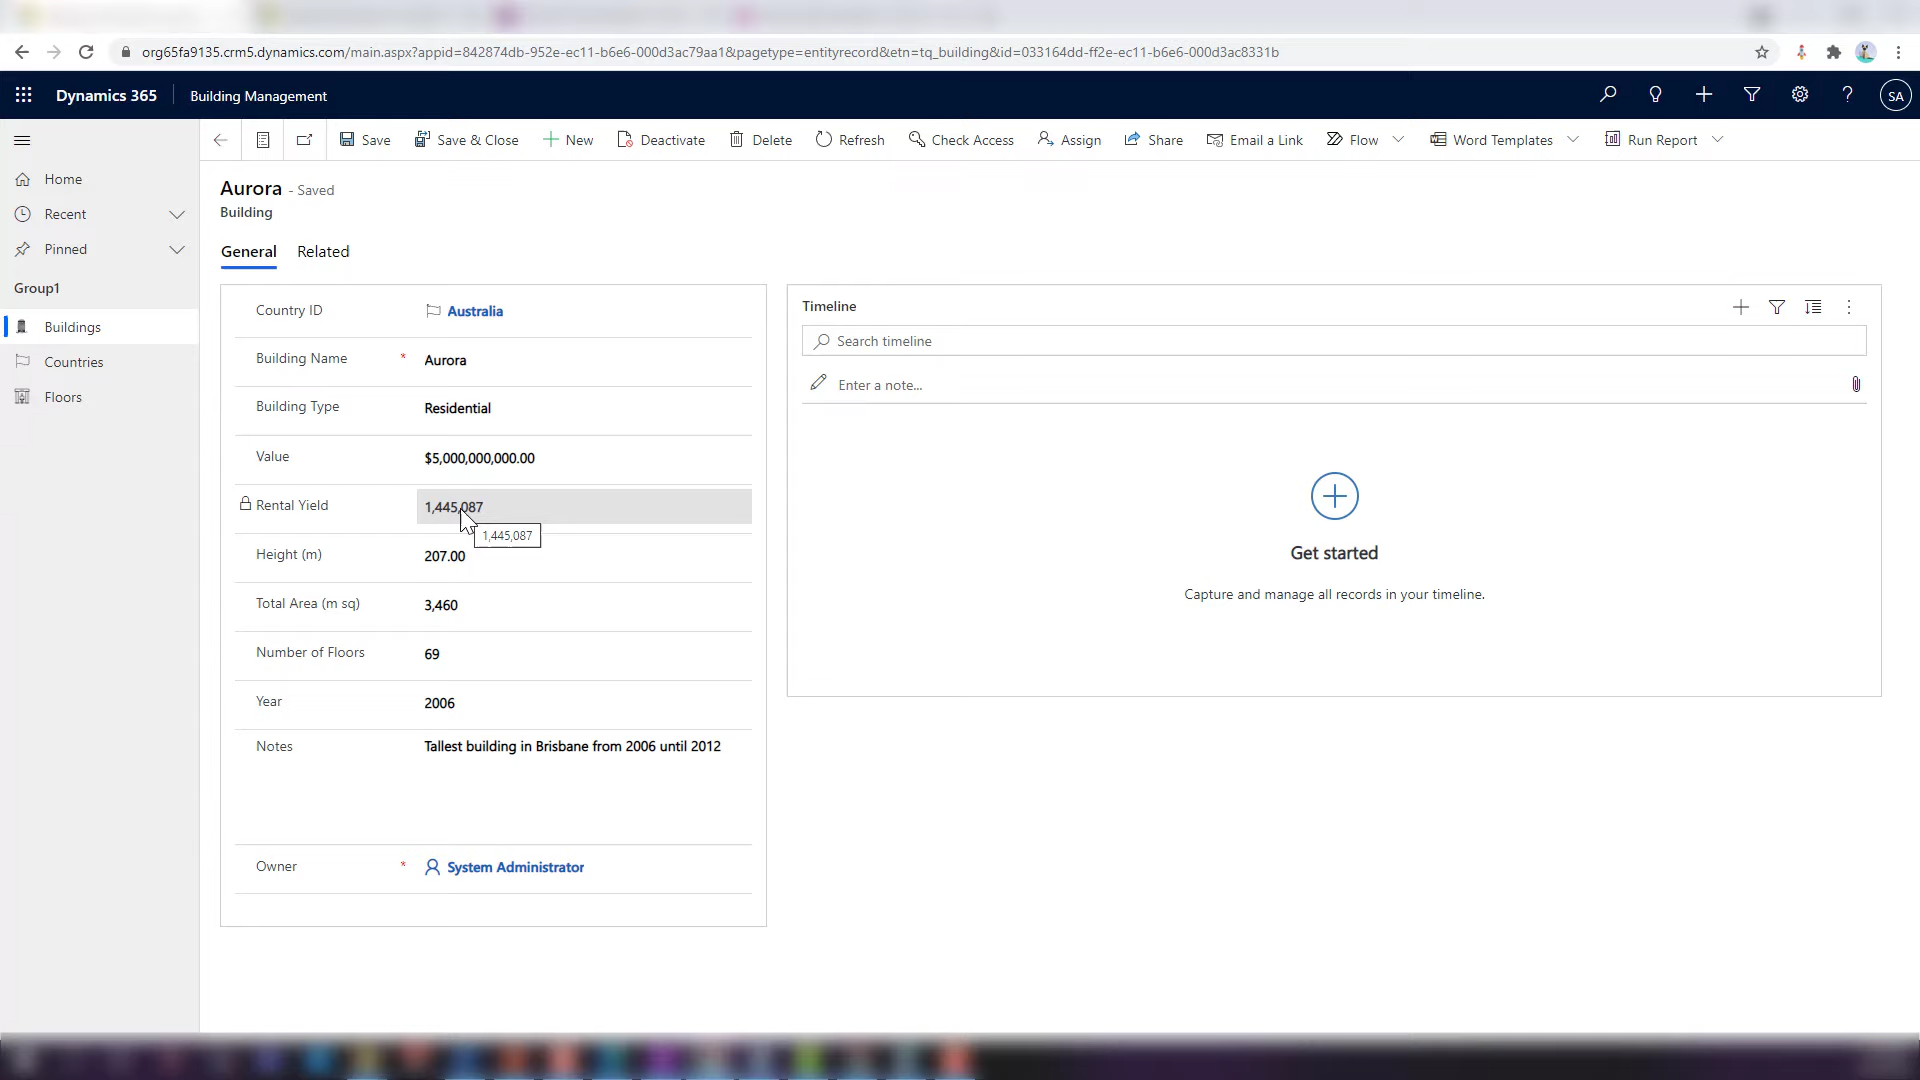 org65fa9135.crm5.dynamics.com/main.aspx?appid=842874db-952e-ec11-b6e6-000d3ac79aa1&pagetype=entityrecord&etn=tq_building&id=033164dd-ff2e-ec11-b6e6-000d3ac8331b
Dynamics 365 Building Management SA
Save Save & Close New Deactivate Delete Refresh Check Access Assign Share Email a Link Flow Word Templates Run Report
Home
Recent
Pinned
Group1
Buildings
Countries
Floors
Aurora - Saved
Building
General Related
Country ID Australia
Building Name * Aurora
Building Type Residential
Value $5,000,000,000.00
Rental Yield 1,445,087
1,445,087
Height (m) 207.00
Total Area (m sq) 3,460
Number of Floors 69
Year 2006
Notes Tallest building in Brisbane from 2006 until 2012
Owner * System Administrator
Timeline
Search timeline
Enter a note...
Get started
Capture and manage all records in your timeline.